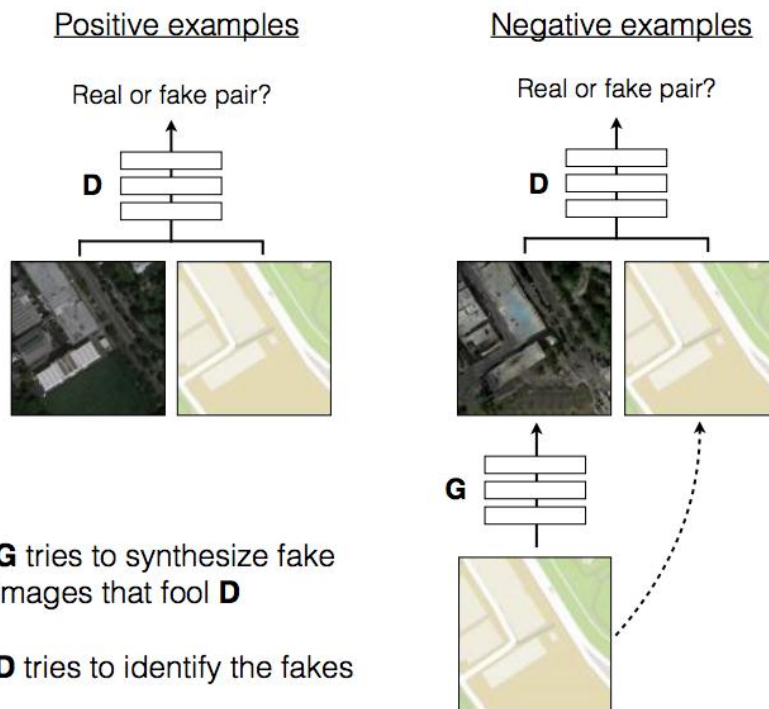 Positive examples
Real or fake pair?
D
G tries to synthesize fake
images that fool D
D tries to identify the fakes
Negative examples
Real or fake pair?
D
G